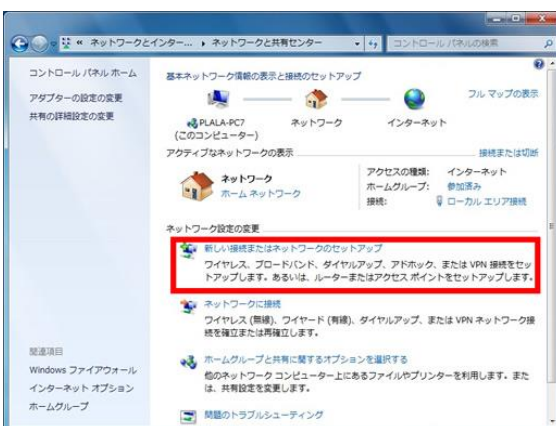 ネットワークとインター... ▸ ネットワークと共有センター
コントロール パネルの検索
コントロール パネル ホーム
アダプターの設定の変更
共有の詳細設定の変更
基本ネットワーク情報の表示と接続のセットアップ
フル マップの表示
PLALA-PC7
(このコンピューター)
ネットワーク
インターネット
アクティブなネットワークの表示
接続または切断
ネットワーク
ホーム ネットワーク
アクセスの種類: インターネット
ホームグループ: 参加済み
接続: ローカル エリア接続
ネットワーク設定の変更
新しい接続またはネットワークのセットアップ
ワイヤレス、ブロードバンド、ダイヤルアップ、アドホック、または VPN 接続をセッ
トアップします。あるいは、ルーターまたはアクセス ポイントをセットアップします。
ネットワークに接続
ワイヤレス (無線)、ワイヤード (有線)、ダイヤルアップ、または VPN ネットワーク接
続を確立または再確立します。
ホームグループと共有に関するオプションを選択する
他のネットワーク コンピューター上にあるファイルやプリンターを利用します。また
は、共有設定を変更します。
問題のトラブルシューティング
関連項目
Windows ファイアウォール
インターネット オプション
ホームグループ